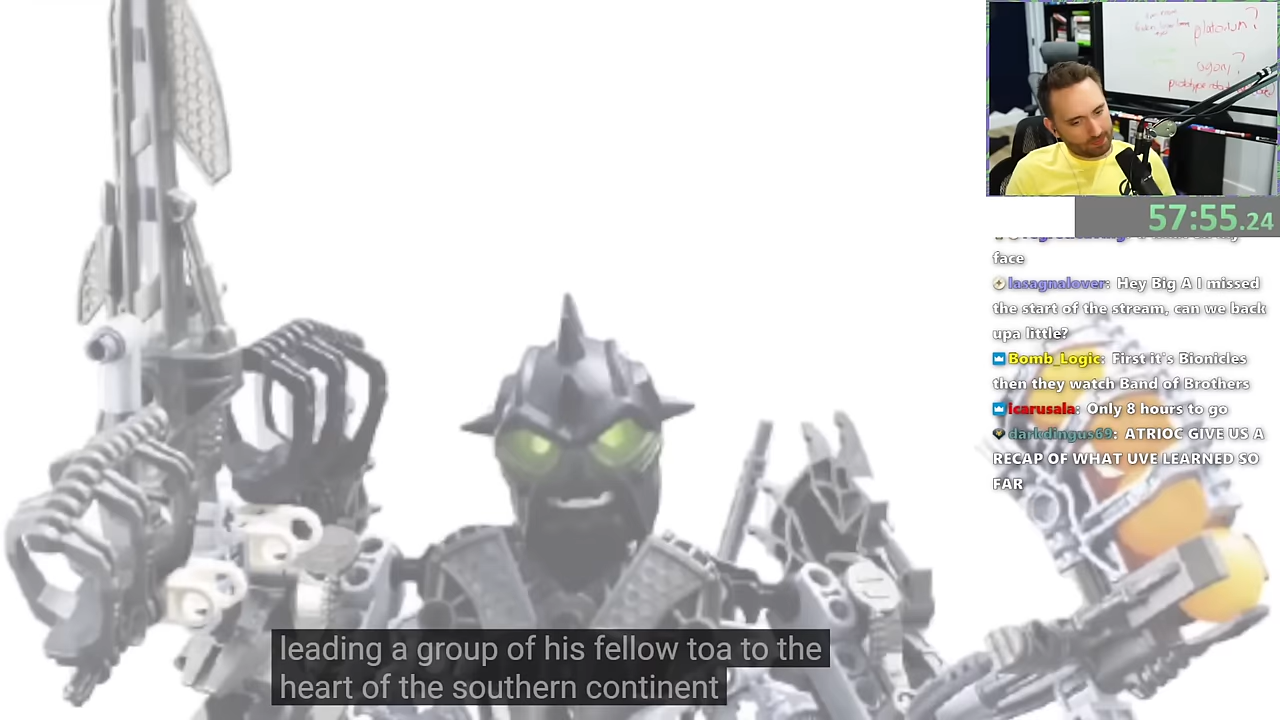 platorun?
agony?
57:55.24
face
lasagnalover: Hey Big A I missed
the start of the stream, can we back
upa little?
Bomb_Logic: First it's Bionicles
then they watch Band of Brothers
icarusala: Only 8 hours to go
darkdingus69: ATRIOC GIVE US A
RECAP OF WHAT UVE LEARNED SO
FAR
leading a group of his fellow toa to the
heart of the southern continent